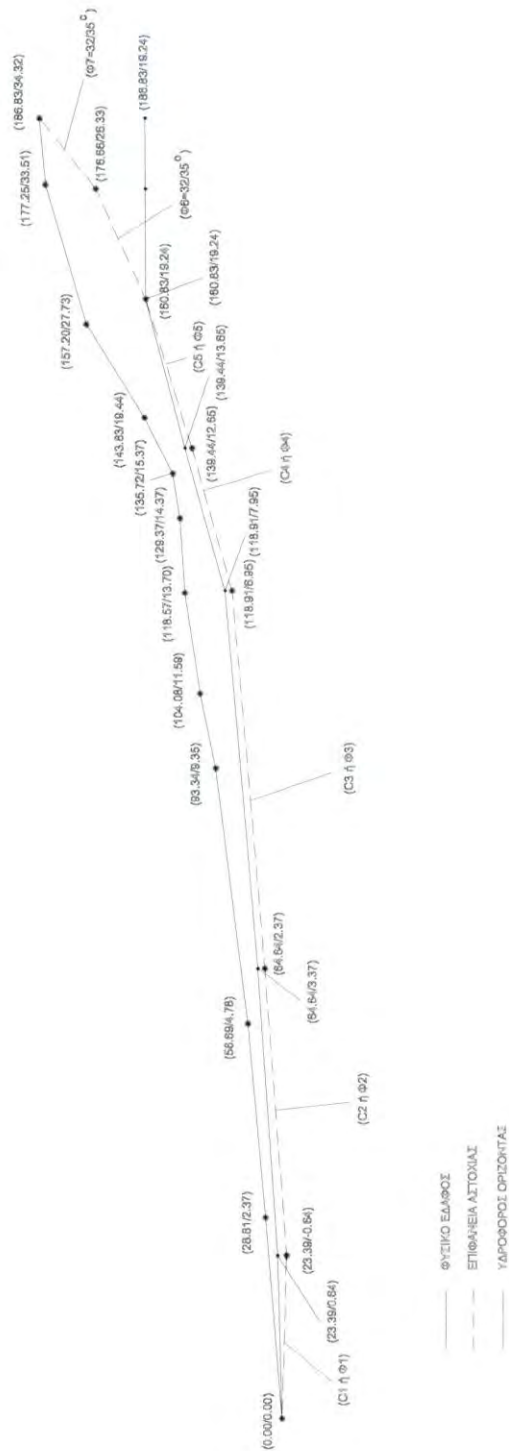 (186.83/34.32)
(Φ7=32/35°)
(177.25/33.51)
(176.66/26.33)
(186.83/19.24)
(Φ6=32/35°)
(157.20/27.73)
(160.83/19.24)
(160.83/19.24)
(C5 ή Φ5)
(143.83/19.44)
(139.44/13.65)
(139.44/12.65)
(135.72/15.37)
(C4 ή Φ4)
(129.37/14.37)
(118.57/13.70)
(118.91/7.95)
(118.91/6.95)
(104.08/11.59)
(C3 ή Φ3)
(93.34/9.35)
(64.64/2.37)
(64.64/3.37)
(58.69/4.78)
(C2 ή Φ2)
(28.81/2.37)
(23.39/-0.64)
(23.39/0.64)
(C1 ή Φ1)
(0.00/0.00)
ΦΥΣΙΚΟ ΕΔΑΦΟΣ
ΕΠΙΦΑΝΕΙΑ ΑΣΤΟΧΙΑΣ
ΥΔΡΟΦΟΡΟΣ ΟΡΙΖΟΝΤΑΣ